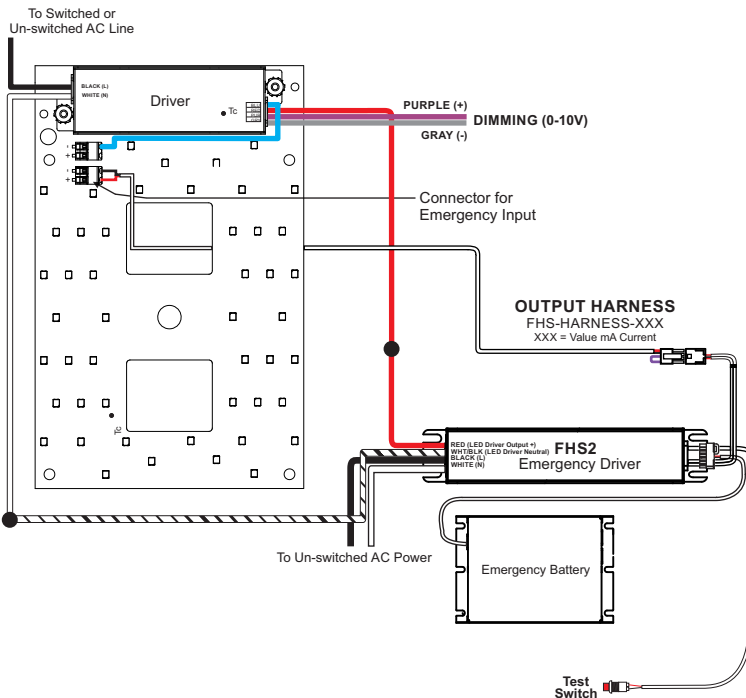 To Switched or
Un-switched AC Line
BLACK (L)
WHITE (N)
Driver
Tc
PURPLE (+)
DIMMING (0-10V)
GRAY (-)
-
+
-
+
Connector for
Emergency Input
OUTPUT HARNESS
FHS-HARNESS-XXX
XXX = Value mA Current
Tc
RED (LED Driver Output +)
WHT/BLK (LED Driver Neutral)
BLACK (L)
WHITE (N)
FHS2
Emergency Driver
To Un-switched AC Power
Emergency Battery
Test
Switch